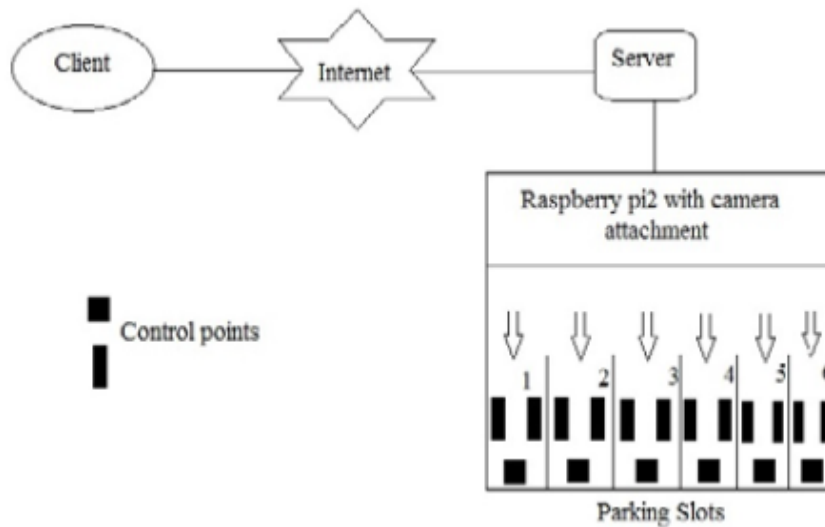 Client
Internet
Server
Raspberry pi2 with camera
attachment
Control points
1 2 3 4 5
Parking Slots